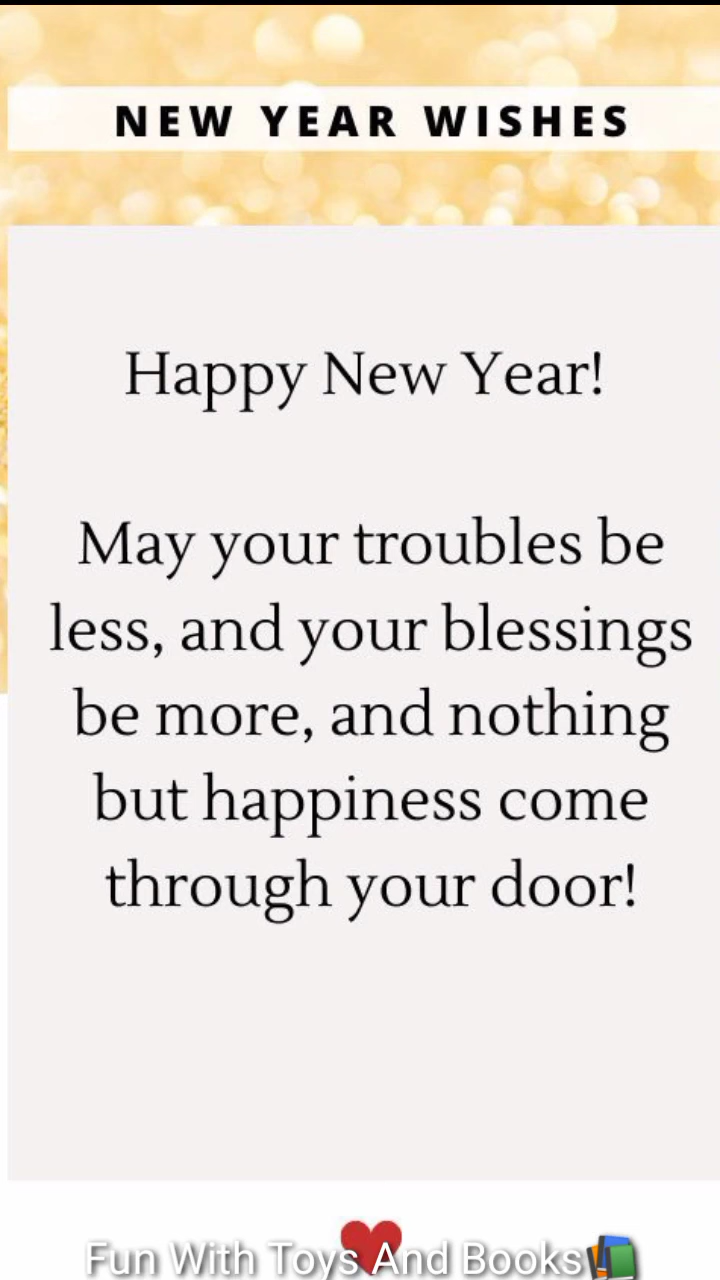 NEW YEAR WISHES
Happy New Year!
May your troubles be
less, and your blessings
be more, and nothing
but happiness come
through your door!
Fun With Toys And Books📚